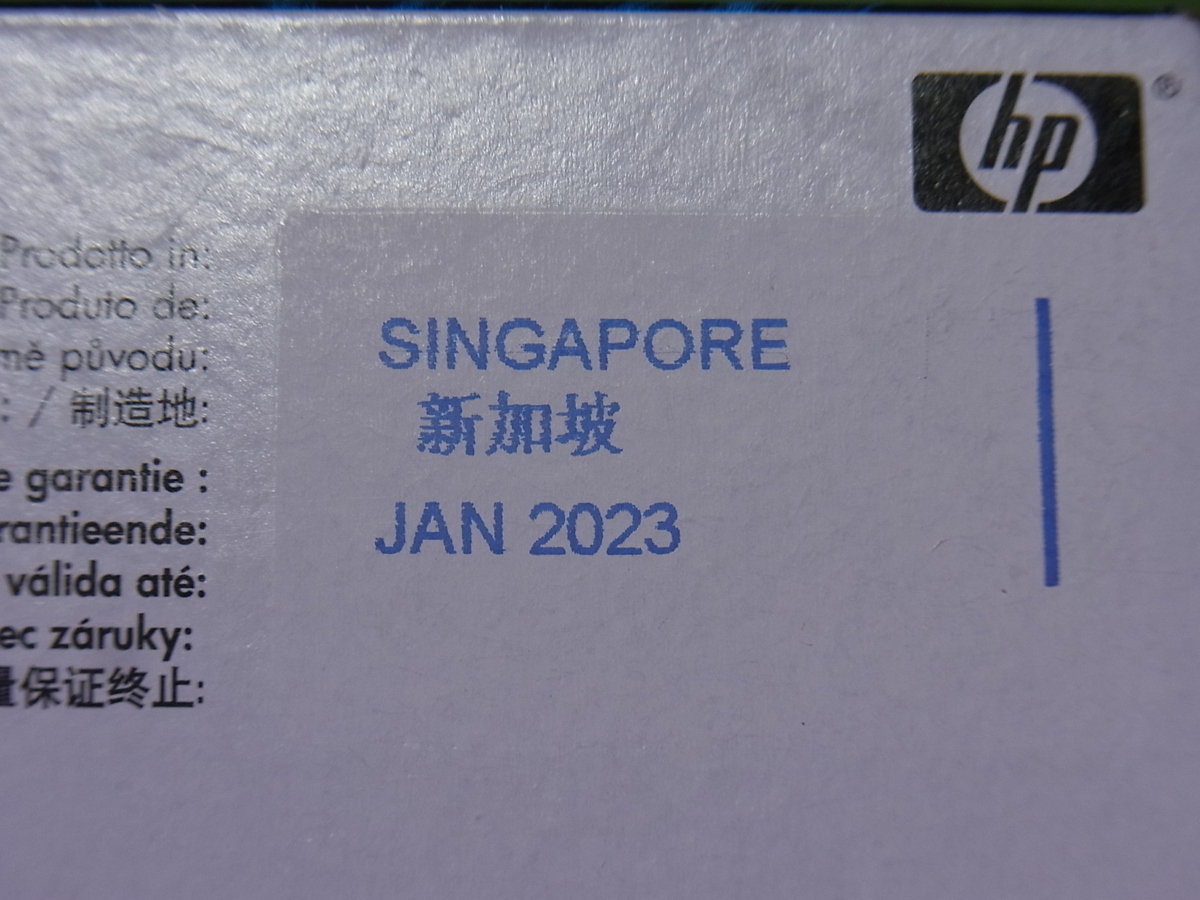 hp®
Prodotto in:
Produto de:
mě původu:
: / 制造地:
SINGAPORE
新加坡
e garantie :
rantieende:
válida até:
ec záruky:
量保证终止:
JAN 2023